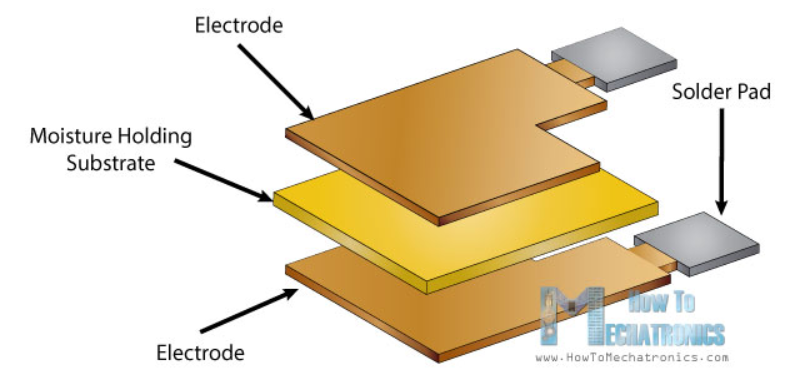 Electrode
Solder Pad
Moisture Holding
Substrate
Electrode
How To
Mechatronics
www.HowToMechatronics.com